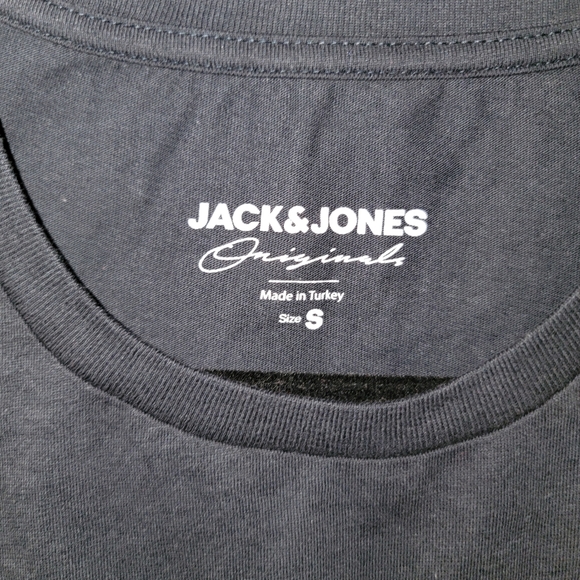 JACK&JONES
Originals
Made in Turkey
Size S